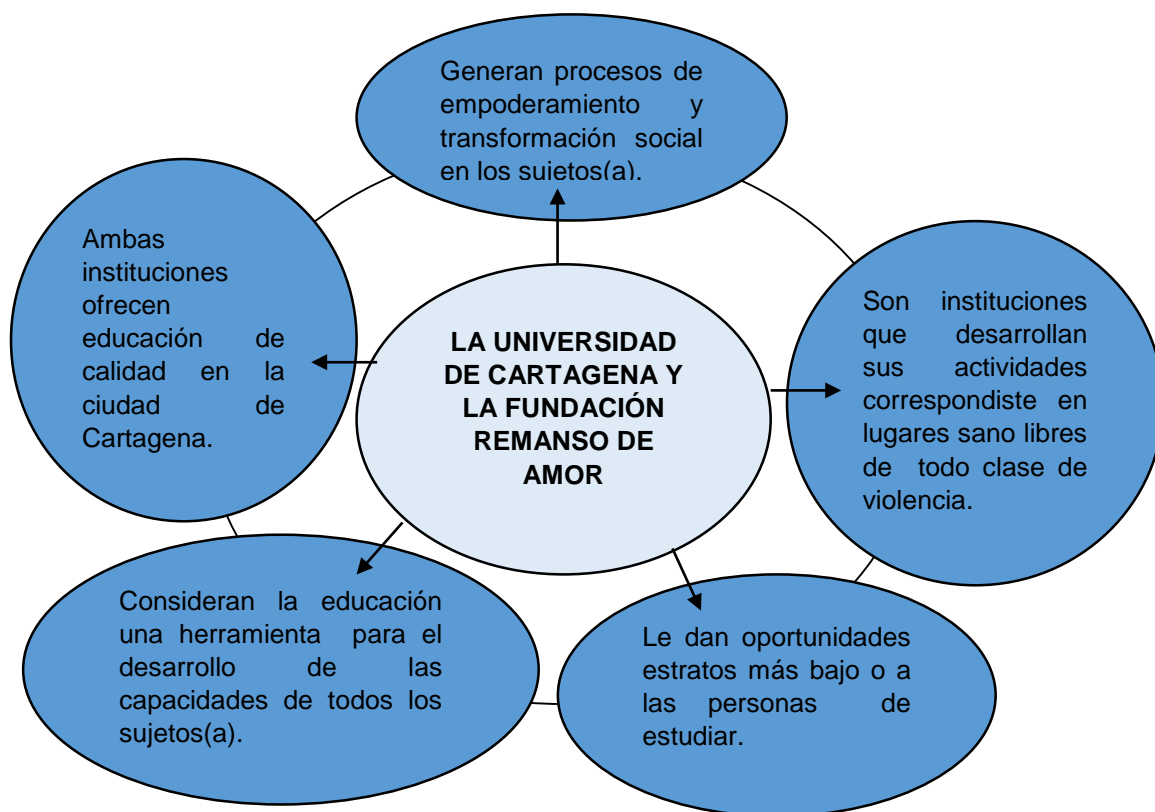 Generan procesos de
empoderamiento y
transformación social
en los sujetos(a).
Ambas
instituciones
ofrecen
educación de
calidad en la
ciudad de
Cartagena.
LA UNIVERSIDAD
DE CARTAGENA Y
LA FUNDACIÓN
REMANSO DE
AMOR
Son instituciones
que desarrollan
sus actividades
correspondiste en
lugares sano libres
de todo clase de
violencia.
Consideran la educación
una herramienta para el
desarrollo de las
capacidades de todos los
sujetos(a).
Le dan oportunidades
estratos más bajo o a
las personas de
estudiar.